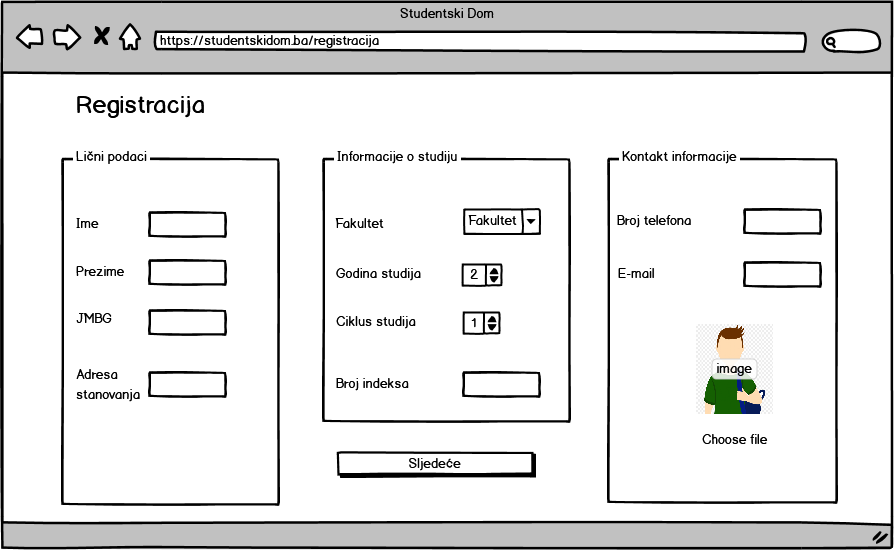 Studentski Dom
https://studentskidom.ba/registracija
Registracija
Lični podaci
Ime
Prezime
JMBG
Adresa
stanovanja
Informacije o studiju
Fakultet
Fakultet
Godina studija
2
Ciklus studija
1
Broj indeksa
Sljedeće
Kontakt informacije
Broj telefona
E-mail
image
Choose file